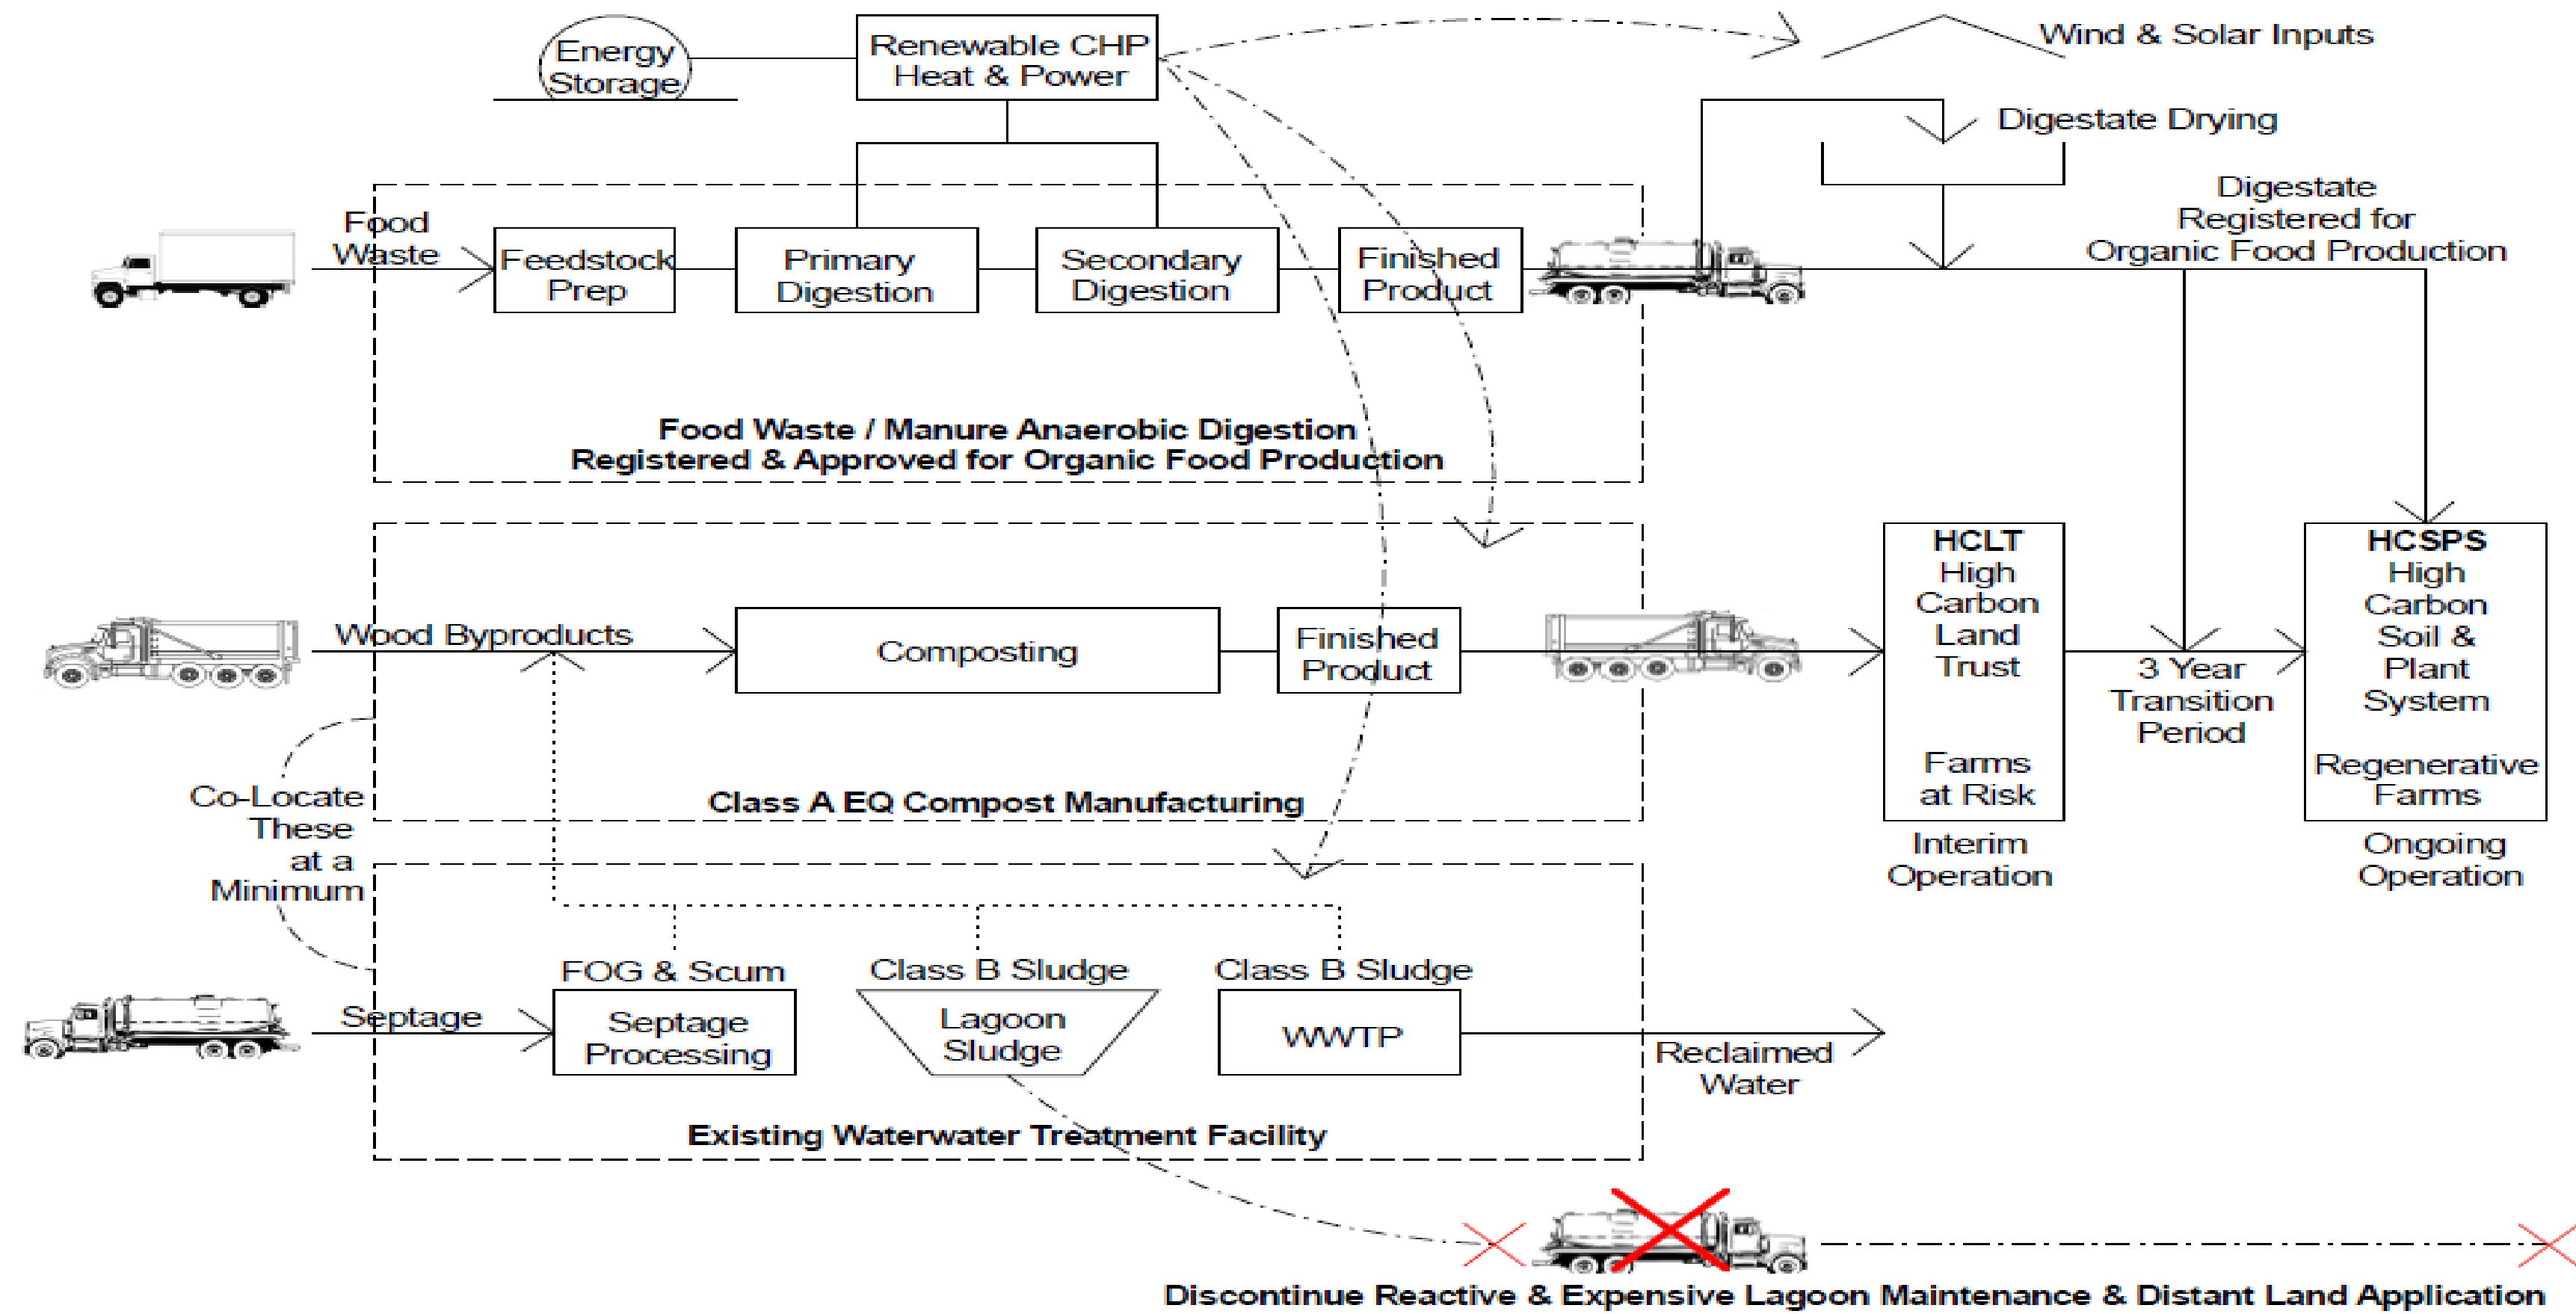 Energy
Storage
Renewable CHP
Heat & Power
Wind & Solar Inputs
Digestate Drying
Digestate
Registered for
Organic Food Production
Food
Waste
Feedstock
Prep
Primary
Digestion
Secondary
Digestion
Finished
Product
Food Waste / Manure Anaerobic Digestion
Registered & Approved for Organic Food Production
Wood Byproducts
Composting
Finished
Product
Class A EQ Compost Manufacturing
HCLT
High
Carbon
Land
Trust
Farms
at Risk
Interim
Operation
3 Year
Transition
Period
HCSPS
High
Carbon
Soil &
Plant
System
Regenerative
Farms
Ongoing
Operation
Co-Locate
These
at a
Minimum
Septage
FOG & Scum
Septage
Processing
Class B Sludge
Lagoon
Sludge
Class B Sludge
WWTP
Reclaimed
Water
Existing Waterwater Treatment Facility
Discontinue Reactive & Expensive Lagoon Maintenance & Distant Land Application